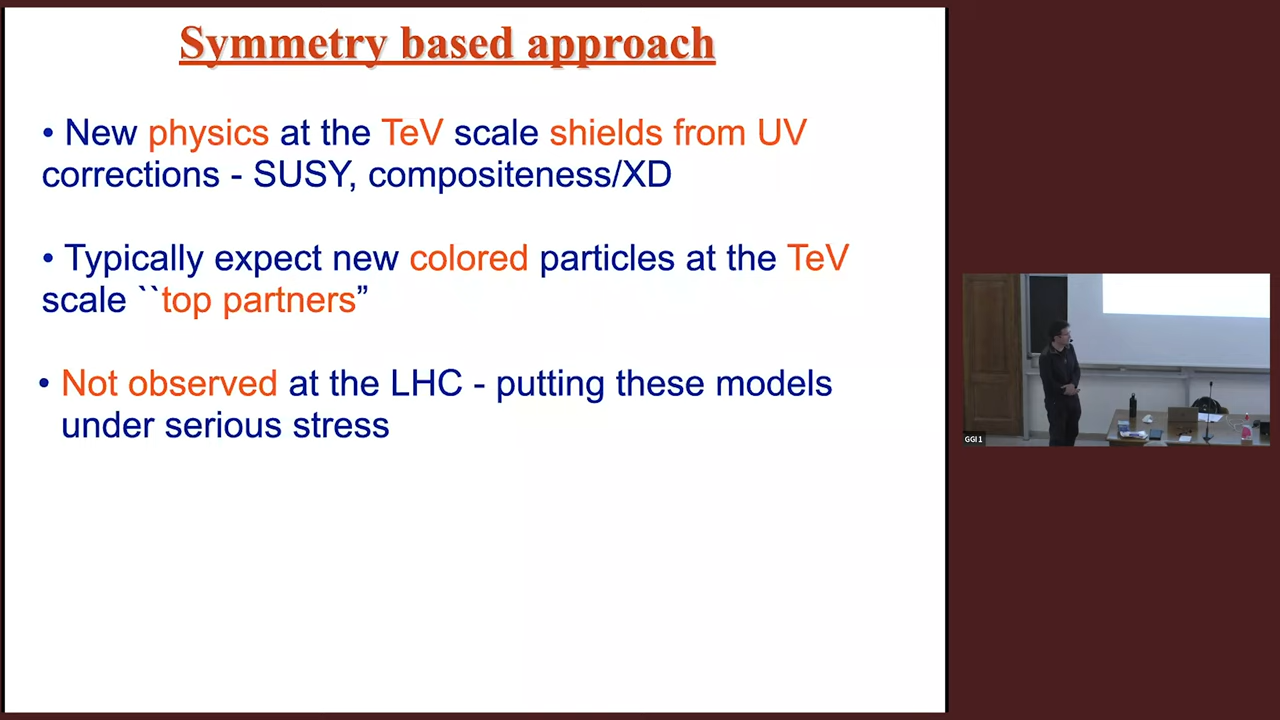 Symmetry based approach
• New physics at the TeV scale shields from UV
corrections - SUSY, compositeness/XD
• Typically expect new colored particles at the TeV
scale ``top partners”
• Not observed at the LHC - putting these models
under serious stress
GGI 1